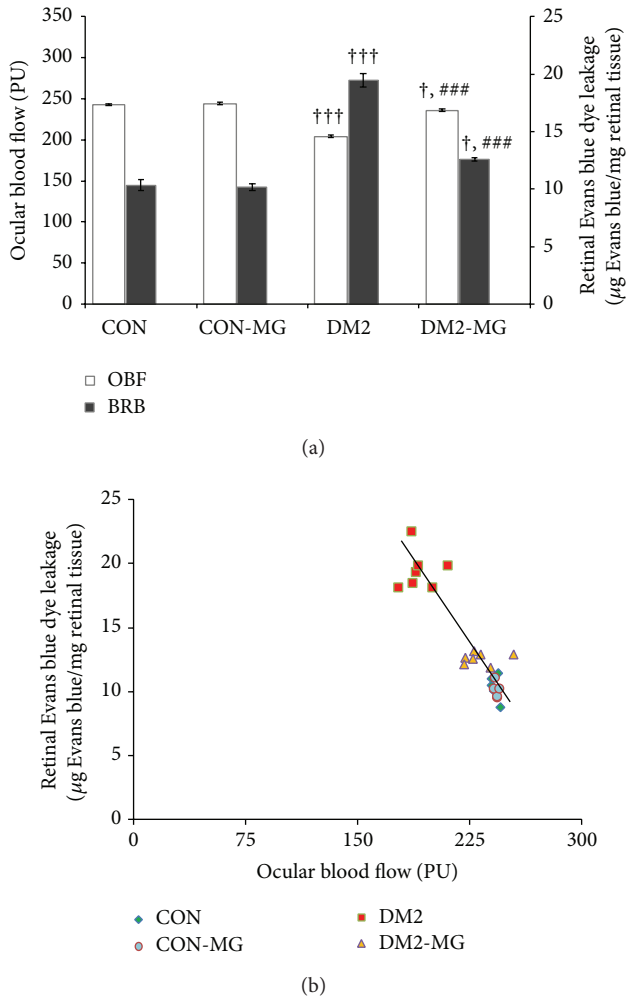 350
300
250
200
150
100
50
0
Ocular blood flow (PU)
25
20
15
10
5
0
Retinal Evans blue dye leakage
(μg Evans blue/mg retinal tissue)
†††
†††
†, ###
†, ###
CON
CON-MG
DM2
DM2-MG
OBF
BRB
(a)
25
20
15
10
5
0
Retinal Evans blue dye leakage
(μg Evans blue/mg retinal tissue)
0
75
150
225
300
Ocular blood flow (PU)
CON
CON-MG
DM2
DM2-MG
(b)